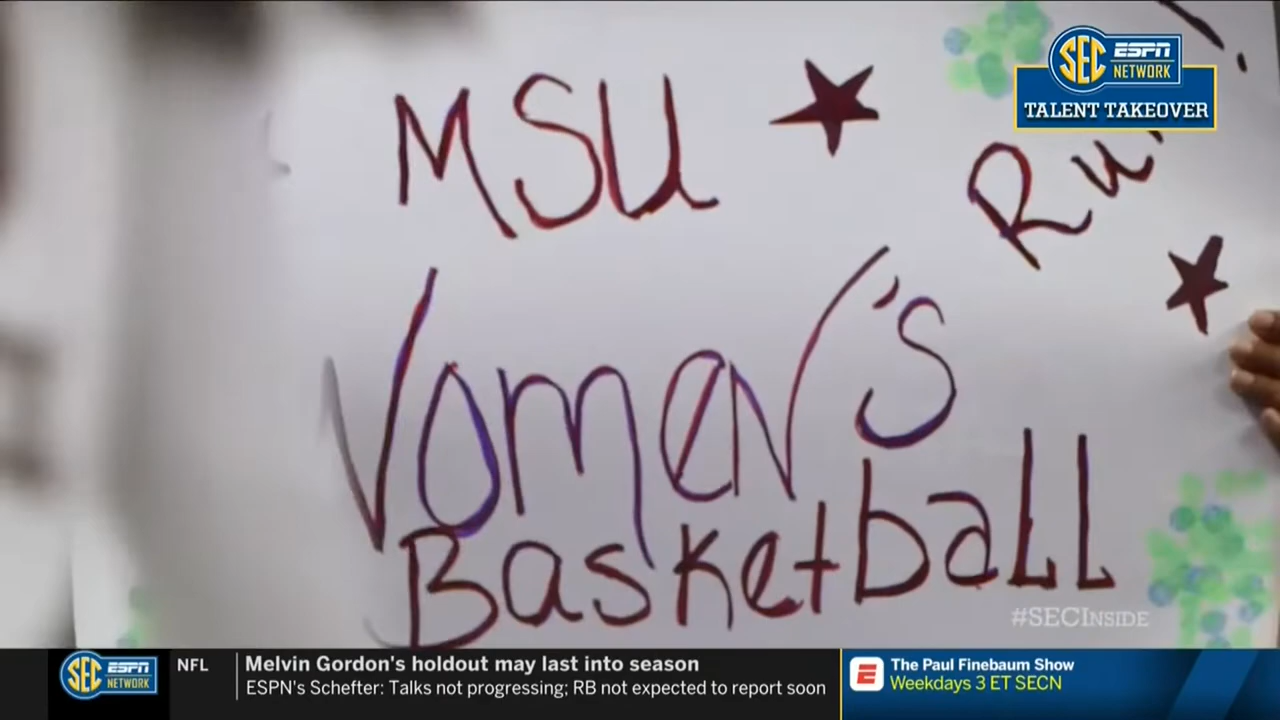 MSU
Ru
Women's
Basketball
SEC ESPN NETWORK
TALENT TAKEOVER
#SECINSIDE
SEC ESPN NETWORK
NFL
Melvin Gordon's holdout may last into season
ESPN's Schefter: Talks not progressing; RB not expected to report soon
The Paul Finebaum Show
Weekdays 3 ET SECN